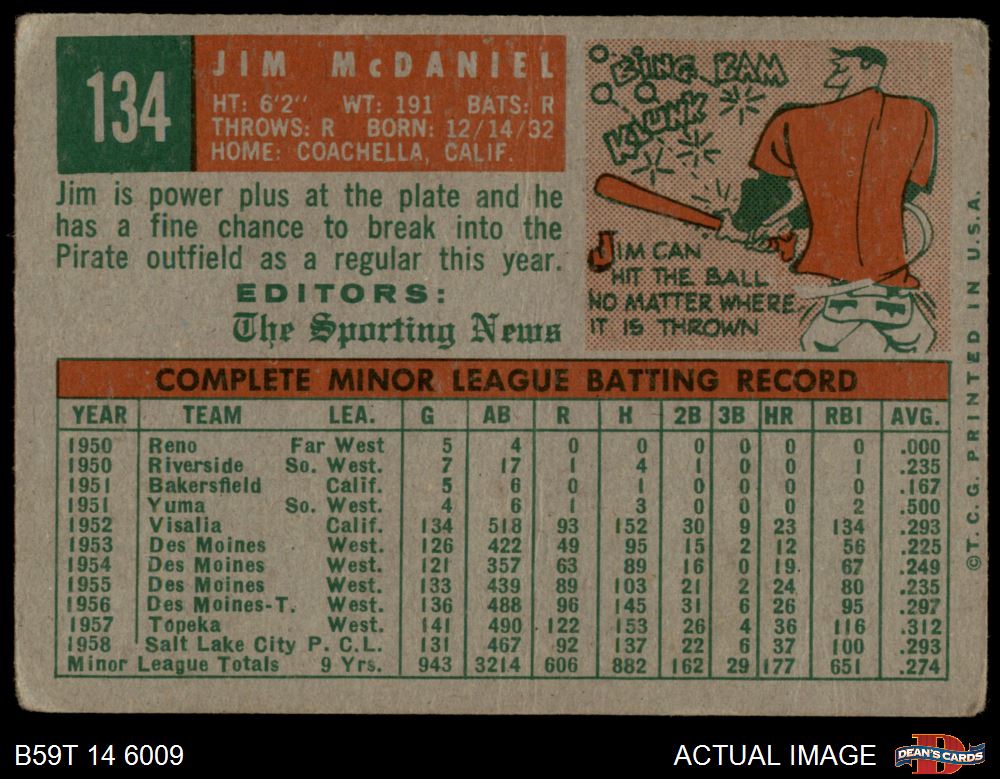 134
JIM McDANIEL
HT: 6'2" WT: 191 BATS: R
THROWS: R BORN: 12/14/32
HOME: COACHELLA, CALIF.
Jim is power plus at the plate and he
has a fine chance to break into the
Pirate outfield as a regular this year.
EDITORS:
The Sporting News
BING BAM
KLUNK
JIM CAN
HIT THE BALL
NO MATTER WHERE
IT IS THROWN
COMPLETE MINOR LEAGUE BATTING RECORD
YEAR TEAM LEA. G AB R H 2B 3B HR RBI AVG.
1950 Reno Far West 5 4 0 0 0 0 0 0 .000
1950 Riverside So. West. 7 17 1 4 1 0 0 1 .235
1951 Bakersfield Calif. 5 6 0 1 0 0 0 0 .167
1951 Yuma So. West. 4 6 1 3 0 0 0 2 .500
1952 Visalia Calif. 134 518 93 152 30 9 23 134 .293
1953 Des Moines West. 126 422 49 95 15 2 12 56 .225
1954 Des Moines West. 121 357 63 89 16 0 19 67 .249
1955 Des Moines West. 133 439 89 103 21 2 24 80 .235
1956 Des Moines-T. West. 136 488 96 145 31 6 26 95 .297
1957 Topeka West. 141 490 122 153 26 4 36 116 .312
1958 Salt Lake City P. C. L. 131 467 92 137 22 6 37 100 .293
Minor League Totals 9 Yrs. 943 3214 606 882 162 29 177 651 .274
©T. C. G. PRINTED IN U.S.A.
B59T 14 6009
ACTUAL IMAGE
DEAN'S CARDS